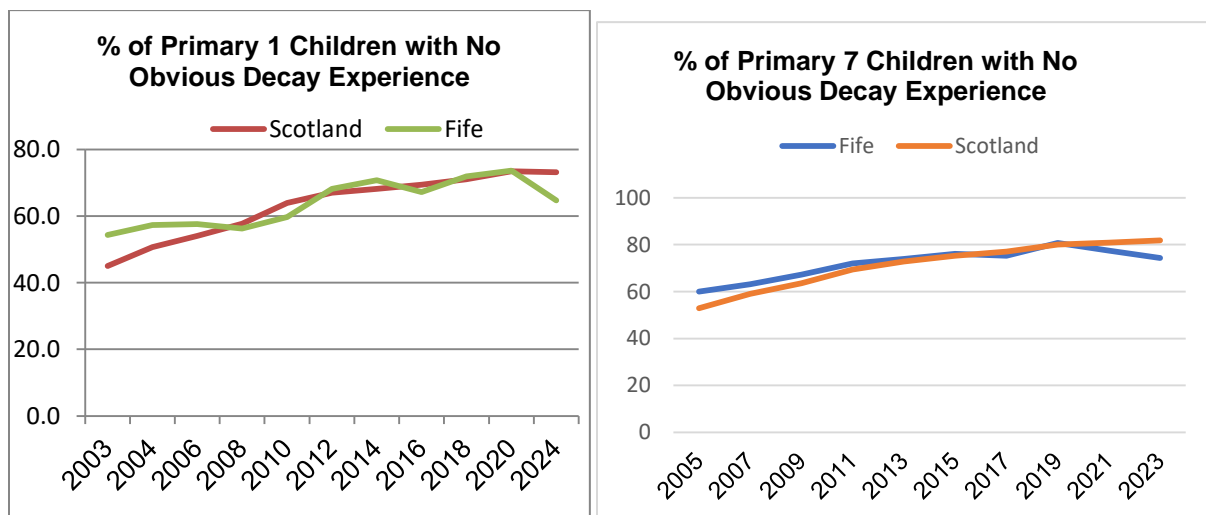 % of Primary 1 Children with No
Obvious Decay Experience
Scotland Fife
80.0
60.0
40.0
20.0
0.0
2003 2004 2006 2008 2010 2012 2014 2016 2018 2020 2024
% of Primary 7 Children with No
Obvious Decay Experience
Fife Scotland
100
80
60
40
20
0
2005 2007 2009 2011 2013 2015 2017 2019 2021 2023